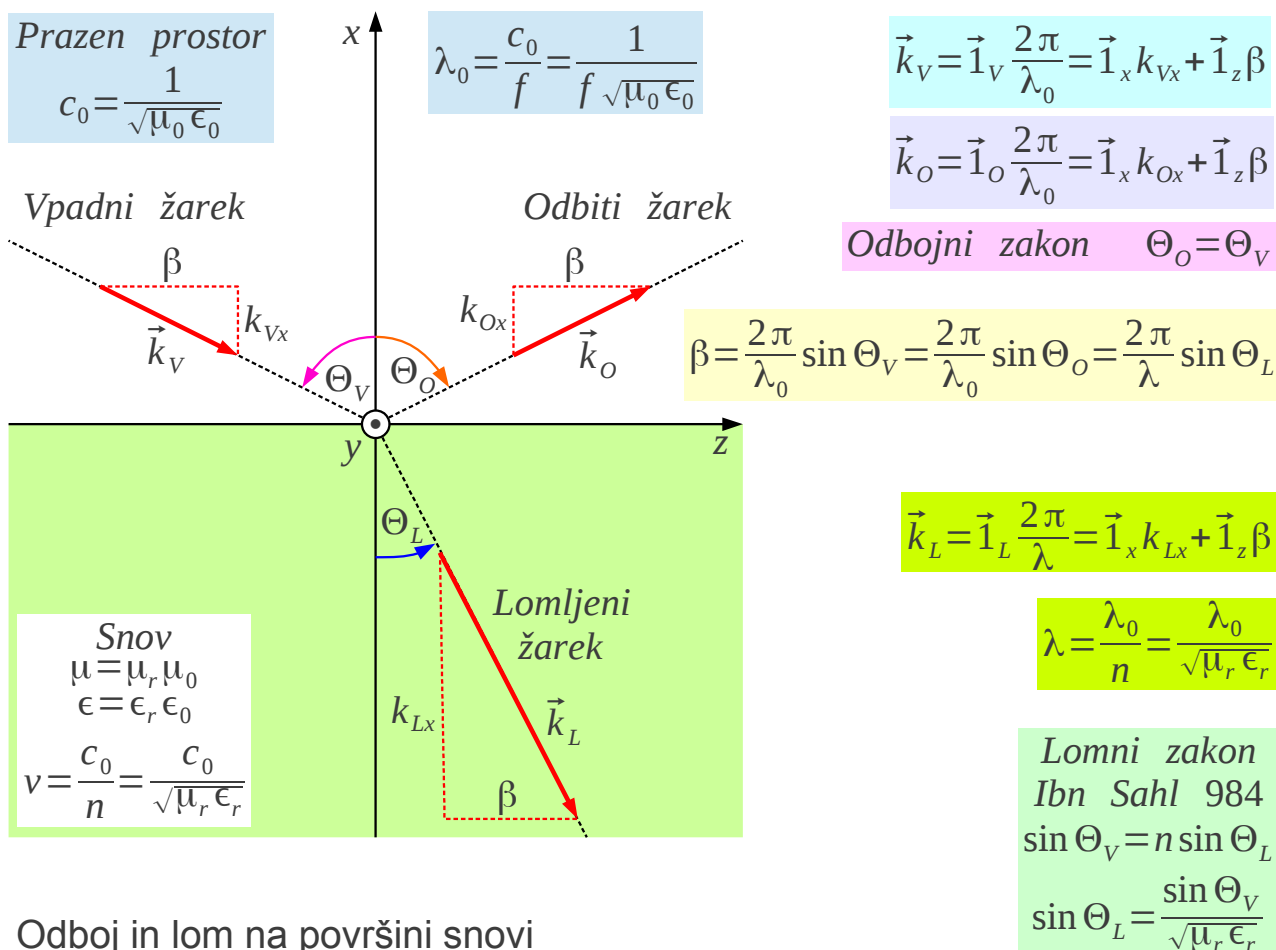 Prazen prostor
c₀ = 1/√(μ₀ ϵ₀)
x
λ₀ = c₀/f = 1/(f √(μ₀ ϵ₀))
k⃗_V = 1⃗_V 2π/λ₀ = 1⃗_x k_Vx + 1⃗_z β
k⃗_O = 1⃗_O 2π/λ₀ = 1⃗_x k_Ox + 1⃗_z β
Odbojni zakon Θ_O = Θ_V
Vpadni žarek
Odbiti žarek
β
k_Vx
k⃗_V
β
k_Ox
k⃗_O
Θ_V
Θ_O
β = 2π/λ₀ sin Θ_V = 2π/λ₀ sin Θ_O = 2π/λ sin Θ_L
y
z
Θ_L
k⃗_L = 1⃗_L 2π/λ = 1⃗_x k_Lx + 1⃗_z β
λ = λ₀/n = λ₀/√(μ_r ϵ_r)
Lomljeni
žarek
k_Lx
k⃗_L
β
Snov
μ = μ_r μ₀
ϵ = ϵ_r ϵ₀
v = c₀/n = c₀/√(μ_r ϵ_r)
Lomni zakon
Ibn Sahl 984
sin Θ_V = n sin Θ_L
sin Θ_L = sin Θ_V/√(μ_r ϵ_r)
Odboj in lom na površini snovi